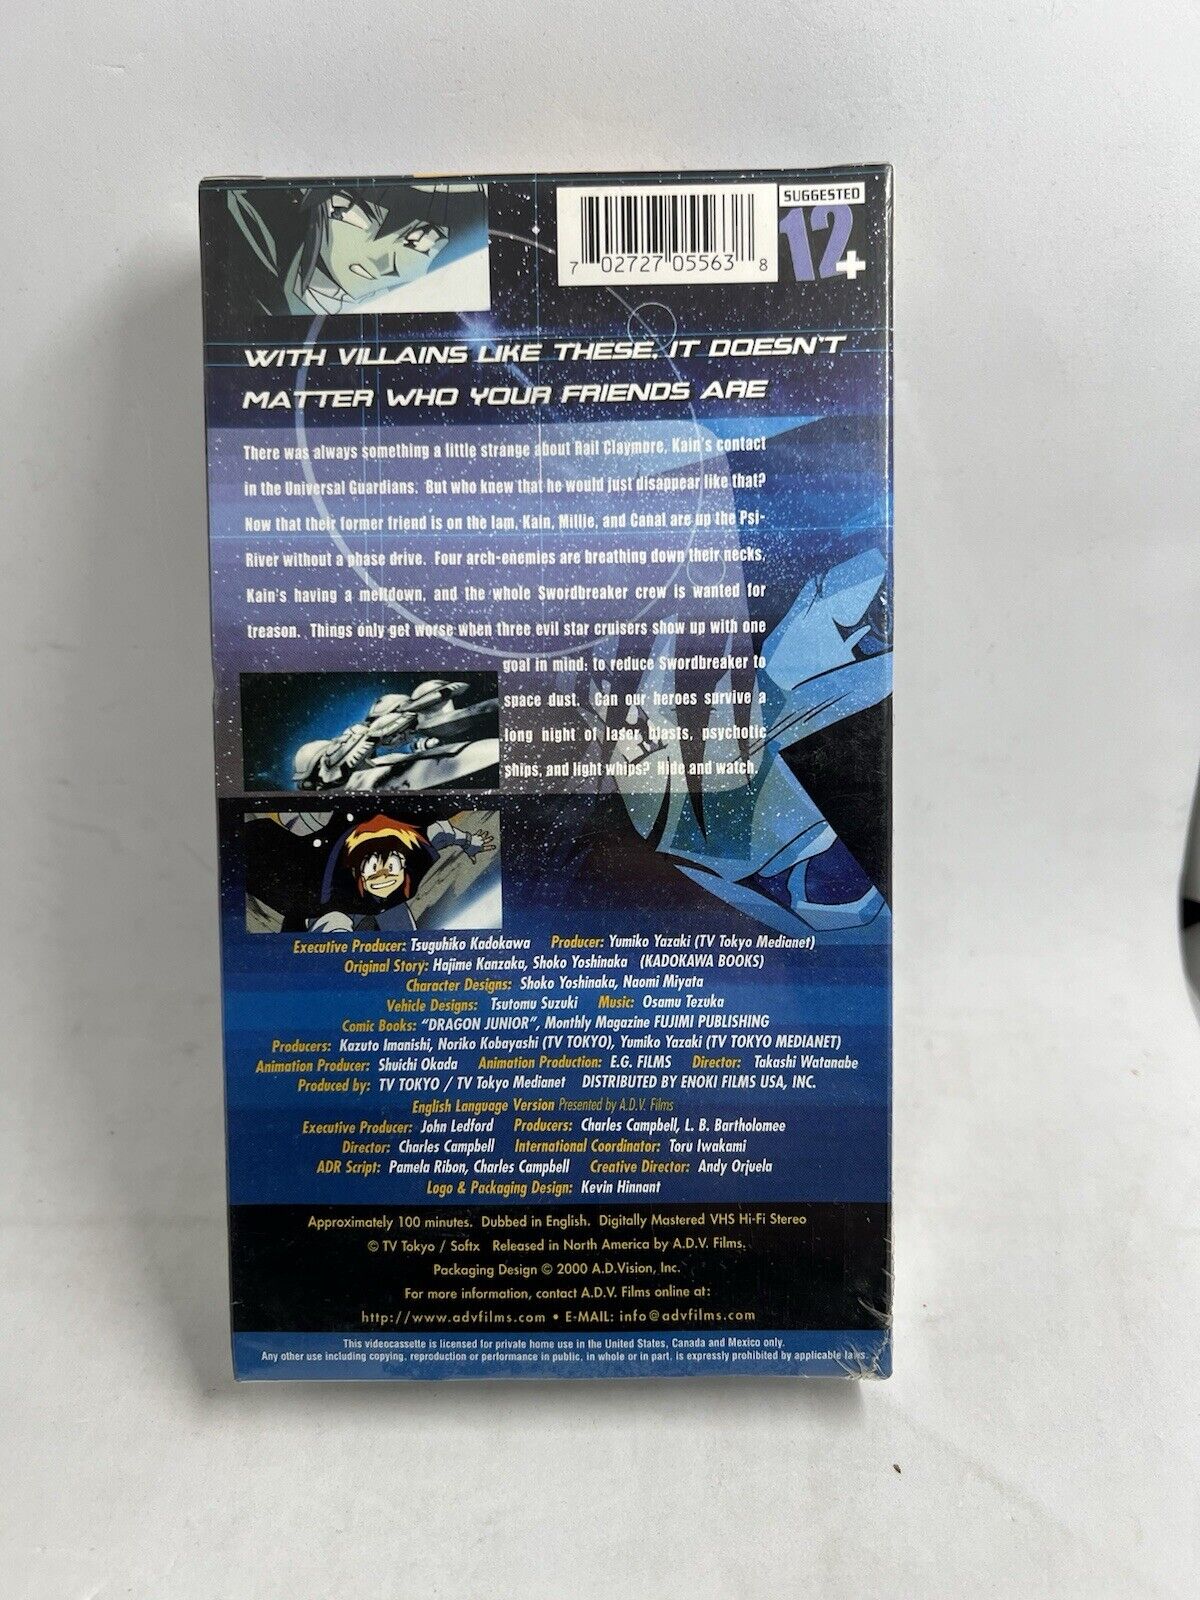 7 02727 05563 8
SUGGESTED
12+
WITH VILLAINS LIKE THESE, IT DOESN'T
MATTER WHO YOUR FRIENDS ARE
There was always something a little strange about Rail Claymore, Kain's contact
in the Universal Guardians. But who knew that he would just disappear like that?
Now that their former friend is on the lam, Kain, Millie, and Canal are up the Psi-
River without a phase drive. Four arch-enemies are breathing down their necks,
Kain's having a meltdown, and the whole Swordbreaker crew is wanted for
treason. Things only get worse when three evil star cruisers show up with one
goal in mind: to reduce Swordbreaker to
space dust. Can our heroes sprvive a
long night of laser blasts, psychotic
ships, and light whips? Hide and watch.
Executive Producer: Tsuguhiko Kadokawa Producer: Yumiko Yazaki (TV Tokyo Medianet)
Original Story: Hajime Kanzaka, Shoko Yoshinaka (KADOKAWA BOOKS)
Character Designs: Shoko Yoshinaka, Naomi Miyata
Vehicle Designs: Tsutomu Suzuki Music: Osamu Tezuka
Comic Books: "DRAGON JUNIOR", Monthly Magazine FUJIMI PUBLISHING
Producers: Kazuto Imanishi, Noriko Kobayashi (TV TOKYO), Yumiko Yazaki (TV TOKYO MEDIANET)
Animation Producer: Shuichi Okada Animation Production: E.G. FILMS Director: Takashi Watanabe
Produced by: TV TOKYO / TV Tokyo Medianet DISTRIBUTED BY ENOKI FILMS USA, INC.
English Language Version Presented by A.D.V. Films
Executive Producer: John Ledford Producers: Charles Campbell, L. B. Bartholomee
Director: Charles Campbell International Coordinator: Toru Iwakami
ADR Script: Pamela Ribon, Charles Campbell Creative Director: Andy Orjuela
Logo & Packaging Design: Kevin Hinnant
Approximately 100 minutes. Dubbed in English. Digitally Mastered VHS Hi-Fi Stereo
© TV Tokyo / Softx Released in North America by A.D.V. Films.
Packaging Design © 2000 A.D.Vision, Inc.
For more information, contact A.D.V. Films online at:
http://www.advfilms.com • E-MAIL: info@advfilms.com
This videocassette is licensed for private home use in the United States, Canada and Mexico only.
Any other use including copying, reproduction or performance in public, in whole or in part, is expressly prohibited by applicable laws.